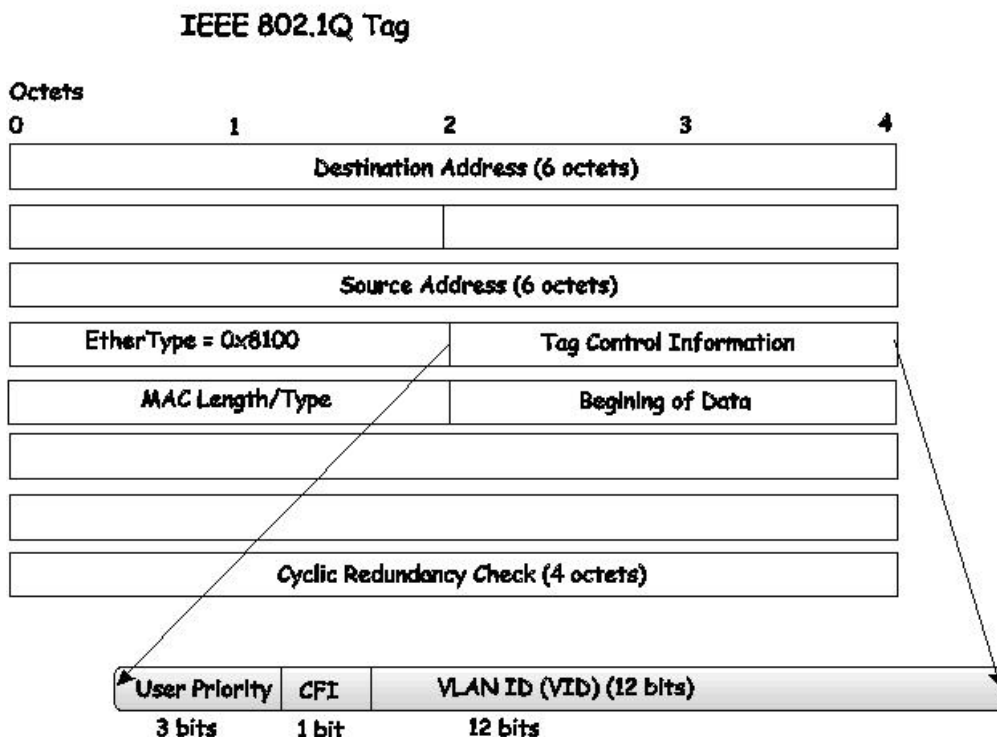 IEEE 802.1Q Tag
Octets
0 1 2 3 4
Destination Address (6 octets)
Source Address (6 octets)
EtherType = 0x8100 Tag Control Information
MAC Length/Type Begining of Data
Cyclic Redundancy Check (4 octets)
User Priority CFI VLAN ID (VID) (12 bits)
3 bits 1 bit 12 bits